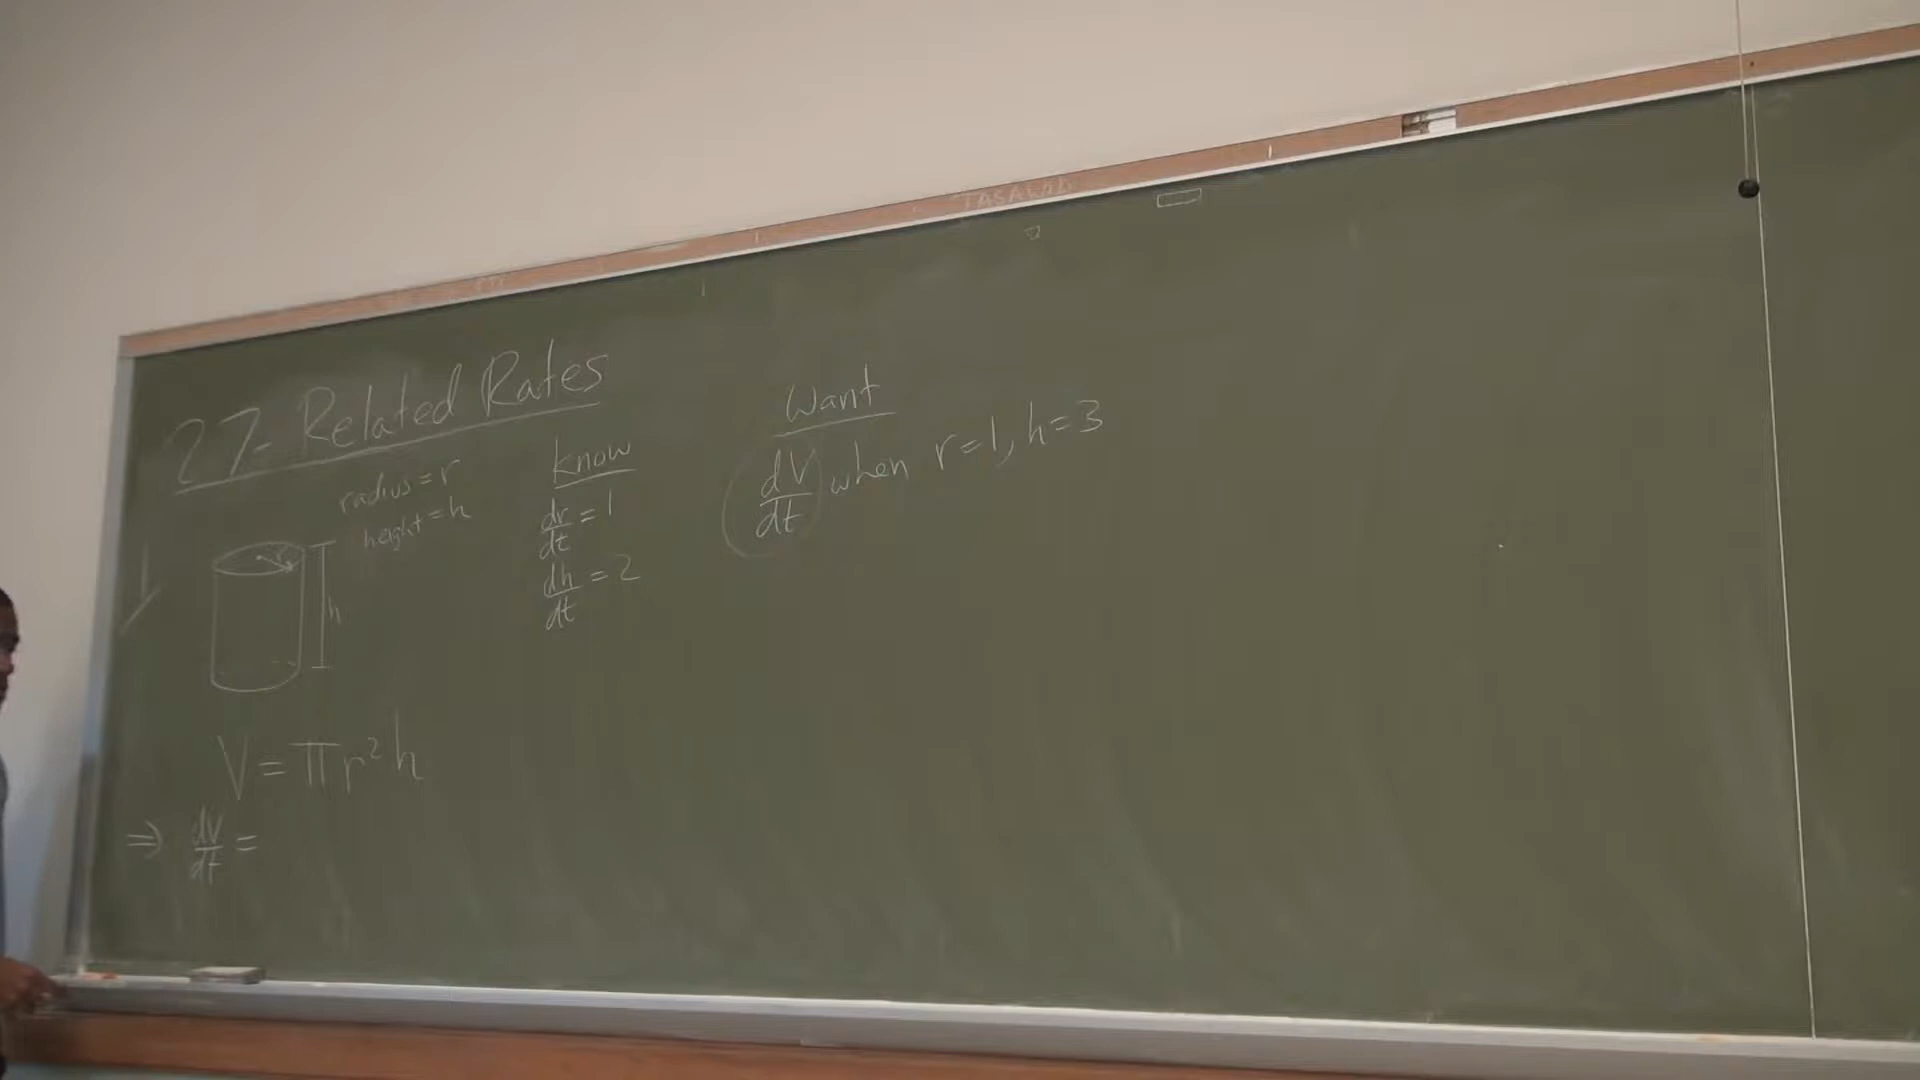 27- Related Rates
radius = r
height = h
h
know
dr/dt = 1
dh/dt = 2
Want
dV/dt when r=1, h=3
V = πr²h
⇒ dV/dt =